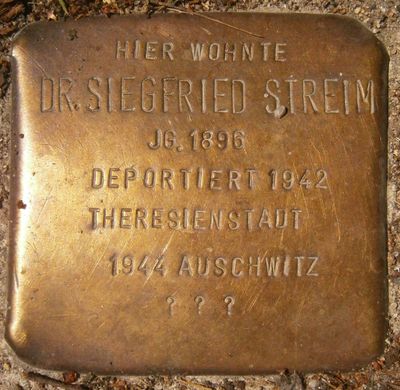 HIER WOHNTE
DR. SIEGFRIED STREIM
JG. 1896
DEPORTIERT 1942
THERESIENSTADT
1944 AUSCHWITZ
? ? ?